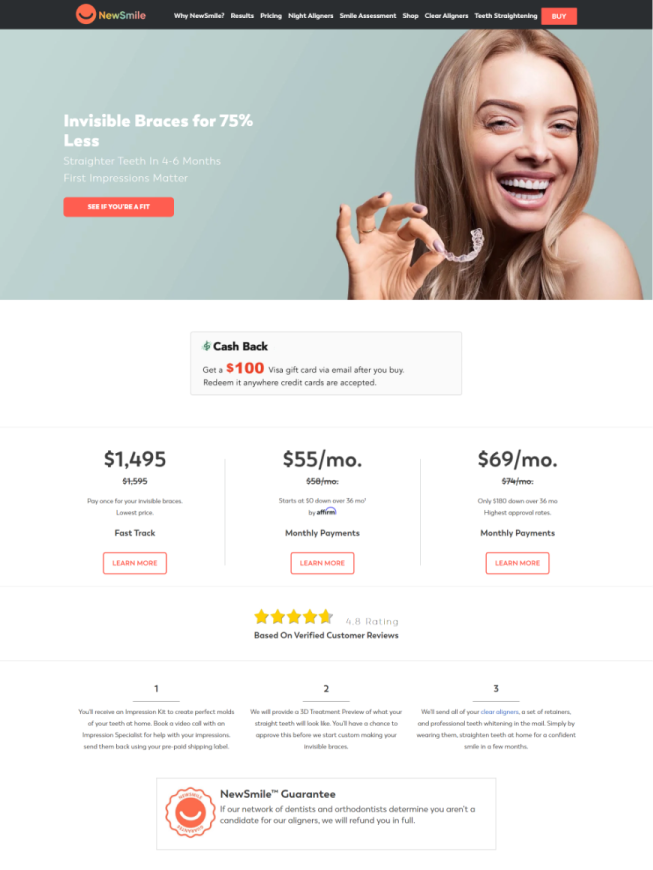 NewSmile
Why NewSmile? Results Pricing Night Aligners Smile Assessment Shop Clear Aligners Teeth Straightening BUY
Invisible Braces for 75%
Less
Straighter Teeth In 4-6 Months
First Impressions Matter
SEE IF YOU'RE A FIT
Cash Back
Get a $100 Visa gift card via email after you buy.
Redeem it anywhere credit cards are accepted.
$1,495
$1,595
Pay once for your invisible braces.
Lowest price.
Fast Track
LEARN MORE
$55/mo.
$58/mo.
Starts at $0 down over 36 mo!
by affirm
Monthly Payments
LEARN MORE
$69/mo.
$74/mo.
Only $180 down over 36 mo
Highest approval rates.
Monthly Payments
LEARN MORE
4.8 Rating
Based On Verified Customer Reviews
1
You'll receive an Impression Kit to create perfect molds
of your teeth at home. Book a video call with an
Impression Specialist for help with your impressions,
send them back using your pre-paid shipping label.
2
We will provide a 3D Treatment Preview of what your
straight teeth will look like. You'll have a chance to
approve this before we start custom making your
invisible braces.
3
We'll send all of your clear aligners, a set of retainers,
and professional teeth whitening in the mail. Simply by
wearing them, straighten teeth at home for a confident
smile in a few months.
NEWSMILE
NewSmile™ Guarantee
If our network of dentists and orthodontists determine you aren't a
candidate for our aligners, we will refund you in full.